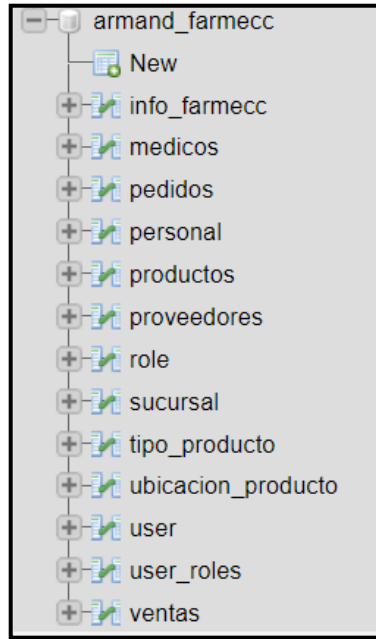 armand_farmecc
New
info_farmecc
medicos
pedidos
personal
productos
proveedores
role
sucursal
tipo_producto
ubicacion_producto
user
user_roles
ventas